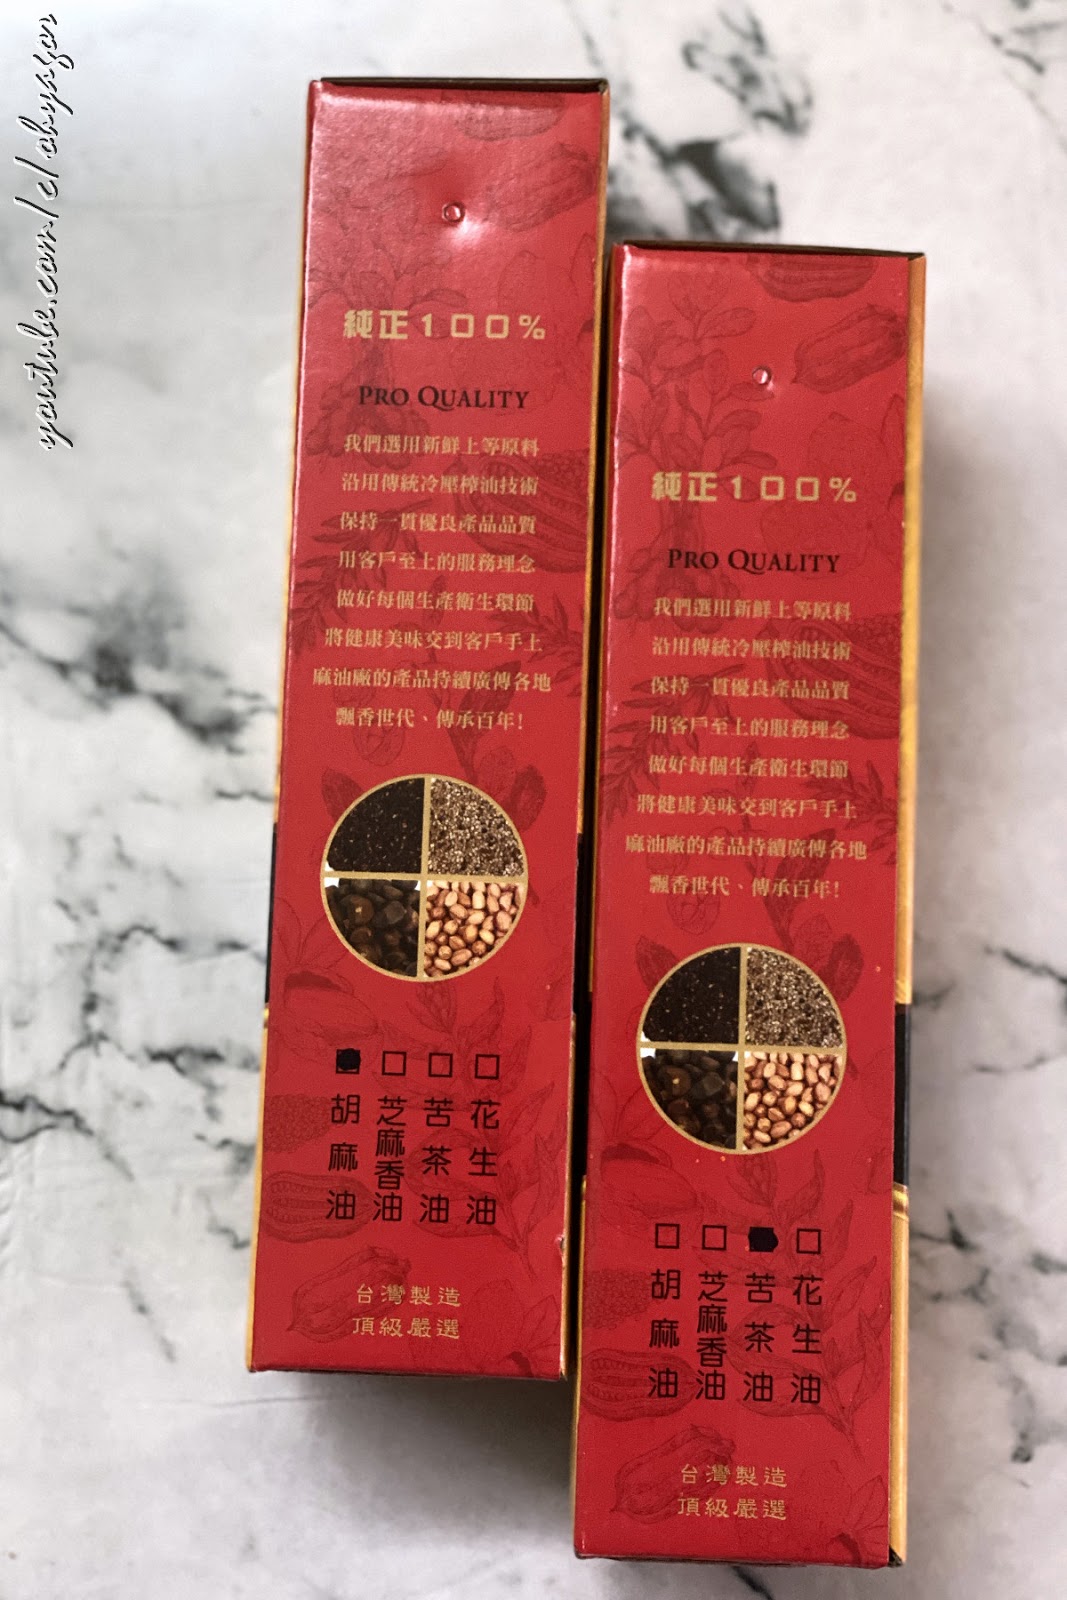 youtube.com/c/abyszon
純正100%
PRO QUALITY
我們選用新鮮上等原料
沿用傳統冷壓榨油技術
保持一貫優良產品品質
用客戶至上的服務理念
做好每個生產衛生環節
將健康美味交到客戶手上
麻油廠的產品持續廣傳各地
飄香世代、傳承百年!
■胡麻油
□芝麻香油
□苦茶油
□花生油
台灣製造
頂級嚴選
純正100%
PRO QUALITY
我們選用新鮮上等原料
沿用傳統冷壓榨油技術
保持一貫優良產品品質
用客戶至上的服務理念
做好每個生產衛生環節
將健康美味交到客戶手上
麻油廠的產品持續廣傳各地
飄香世代、傳承百年!
□胡麻油
□芝麻香油
■苦茶油
□花生油
台灣製造
頂級嚴選